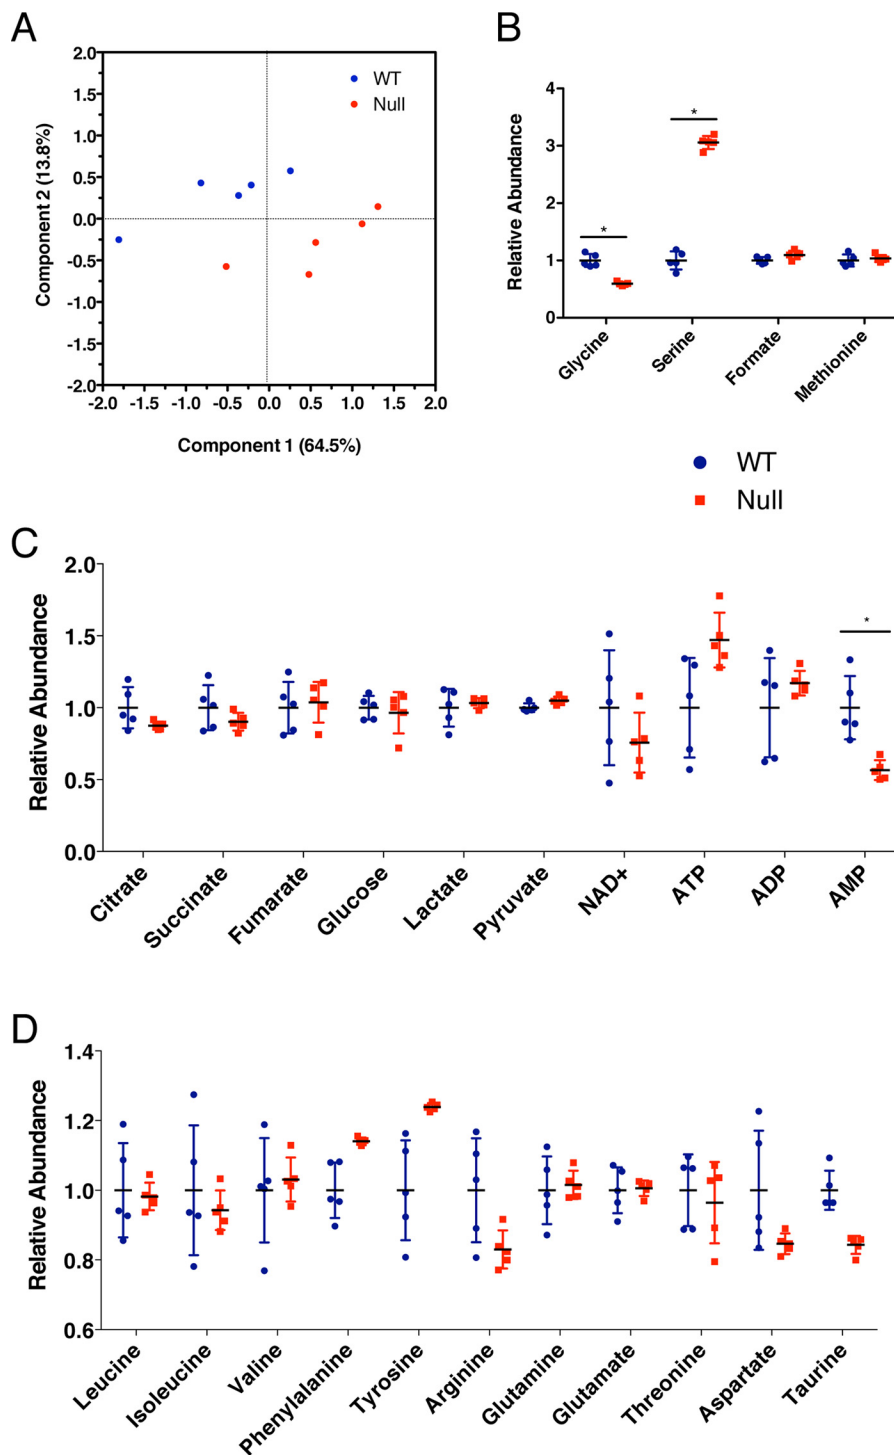 A
2.0
1.5
1.0
0.5
0.0
-0.5
-1.0
-1.5
-2.0
-2.0 -1.5 -1.0 -0.5 0.0 0.5 1.0 1.5 2.0
Component 2 (13.8%)
Component 1 (64.5%)
WT
Null
B
4
3
2
1
0
Relative Abundance
*
*
Glycine
Serine
Formate
Methionine
WT
Null
C
2.0
1.5
1.0
0.5
0.0
Relative Abundance
*
Citrate
Succinate
Fumarate
Glucose
Lactate
Pyruvate
NAD+
ATP
ADP
AMP
D
1.4
1.2
1.0
0.8
0.6
Relative Abundance
Leucine
Isoleucine
Valine
Phenylalanine
Tyrosine
Arginine
Glutamine
Glutamate
Threonine
Aspartate
Taurine